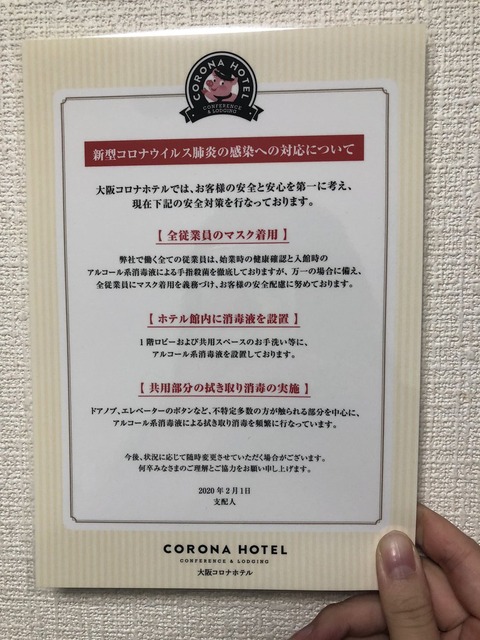 CORONA HOTEL
CONFERENCE
& LODGING
新型コロナウイルス肺炎の感染への対応について
大阪コロナホテルでは、お客様の安全と安心を第一に考え、
現在下記の安全対策を行なっております。
【 全従業員のマスク着用 】
弊社で働く全ての従業員は、始業時の健康確認と入館時の
アルコール系消毒液による手指殺菌を徹底しておりますが、万一の場合に備え、
全従業員にマスク着用を義務づけ、お客様の安全配慮に努めております。
【 ホテル館内に消毒液を設置 】
1階ロビーおよび共用スペースのお手洗い等に、
アルコール系消毒液を設置しております。
【 共用部分の拭き取り消毒の実施 】
ドアノブ、エレベーターのボタンなど、不特定多数の方が触られる部分を中心に、
アルコール系消毒液による拭き取り消毒を頻繁に行なっています。
今後、状況に応じて随時変更させていただく場合がございます。
何卒みなさまのご理解とご協力をお願い申し上げます。
2020年2月1日
支配人
CORONA HOTEL
CONFERENCE & LODGING
大阪コロナホテル